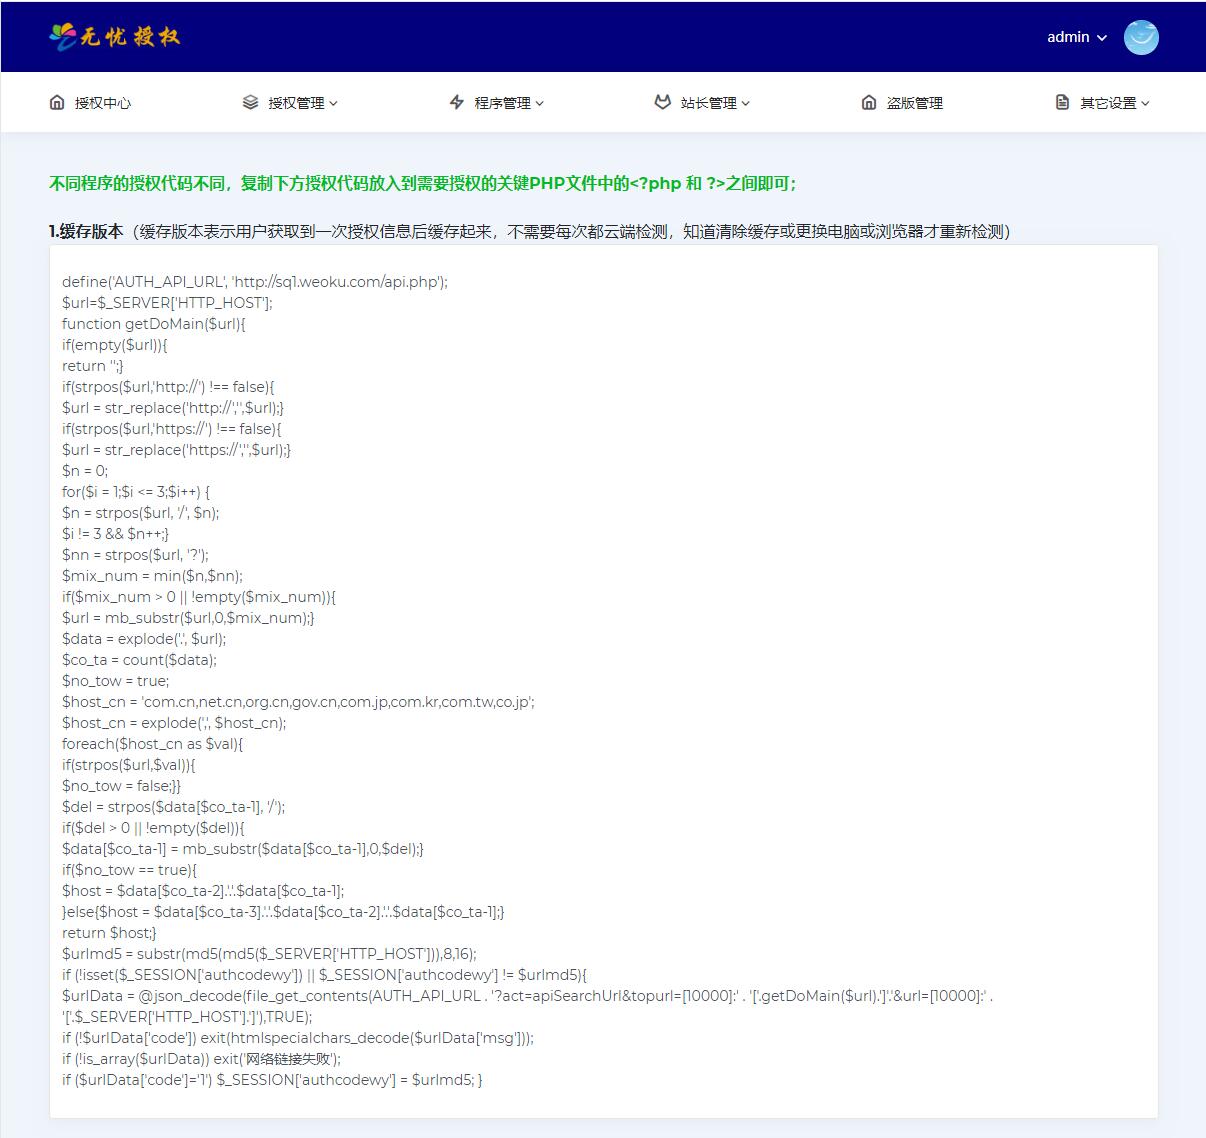 无忧授权
admin
授权中心 授权管理 程序管理 站长管理 盗版管理 其它设置
不同程序的授权代码不同，复制下方授权代码放入到需要授权的关键PHP文件中的<?php 和 ?>之间即可；
1.缓存版本（缓存版本表示用户获取到一次授权信息后缓存起来，不需要每次都云端检测，知道清除缓存或更换电脑或浏览器才重新检测）
define('AUTH_API_URL', 'http://sq1.weoku.com/api.php');
$url=$_SERVER['HTTP_HOST'];
function getDoMain($url){
if(empty($url)){
return '';}
if(strpos($url,'http://') !== false){
$url = str_replace('http://','',$url);}
if(strpos($url,'https://') !== false){
$url = str_replace('https://','',$url);}
$n = 0;
for($i = 1;$i <= 3;$i++) {
$n = strpos($url, '/', $n);
$i != 3 && $n++;}
$nn = strpos($url, '?');
$mix_num = min($n,$nn);
if($mix_num > 0 || !empty($mix_num)){
$url = mb_substr($url,0,$mix_num);}
$data = explode('.', $url);
$co_ta = count($data);
$no_tow = true;
$host_cn = 'com.cn,net.cn,org.cn,gov.cn,com.jp,com.kr,com.tw,co.jp';
$host_cn = explode(',', $host_cn);
foreach($host_cn as $val){
if(strpos($url,$val)){
$no_tow = false;}}
$del = strpos($data[$co_ta-1], '/');
if($del > 0 || !empty($del)){
$data[$co_ta-1] = mb_substr($data[$co_ta-1],0,$del);}
if($no_tow == true){
$host = $data[$co_ta-2].'.'.$data[$co_ta-1];
}else{$host = $data[$co_ta-3].'.'.$data[$co_ta-2].'.'.$data[$co_ta-1];}
return $host;}
$urlmd5 = substr(md5(md5($_SERVER['HTTP_HOST'])),8,16);
if (!isset($_SESSION['authcodewy']) || $_SESSION['authcodewy'] != $urlmd5){
$urlData = @json_decode(file_get_contents(AUTH_API_URL . '?act=apiSearchUrl&topurl=[10000]:' . '['.getDoMain($url).']'.'&url=[10000]:' .
'['.$_SERVER['HTTP_HOST'].']'),TRUE);
if (!$urlData['code']) exit(htmlspecialchars_decode($urlData['msg']));
if (!is_array($urlData)) exit('网络链接失败');
if ($urlData['code']='1') $_SESSION['authcodewy'] = $urlmd5; }